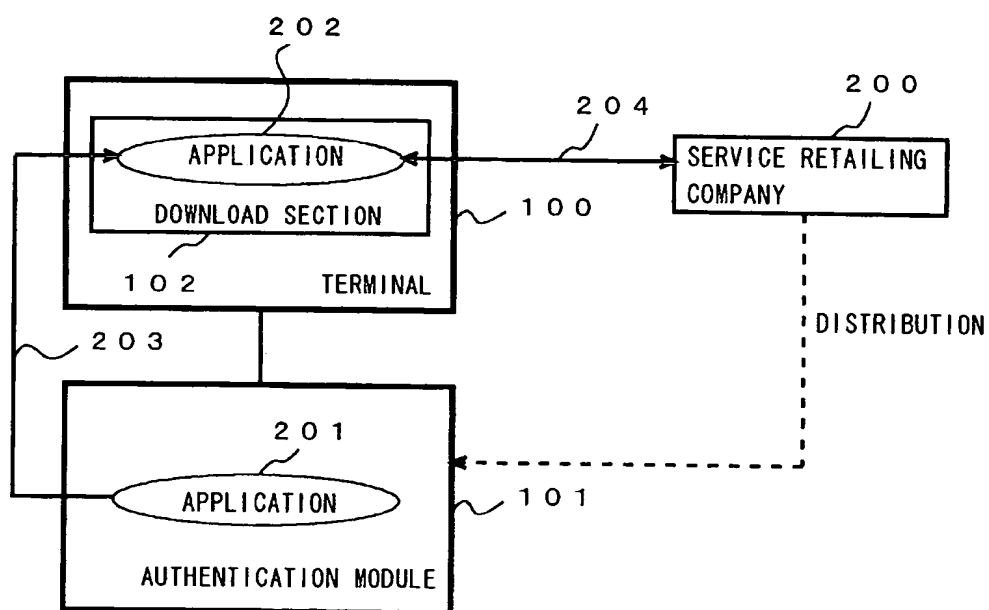 202
200
204
APPLICATION
SERVICE RETAILING
COMPANY
DOWNLOAD SECTION
100
102
TERMINAL
DISTRIBUTION
203
201
APPLICATION
101
AUTHENTICATION MODULE